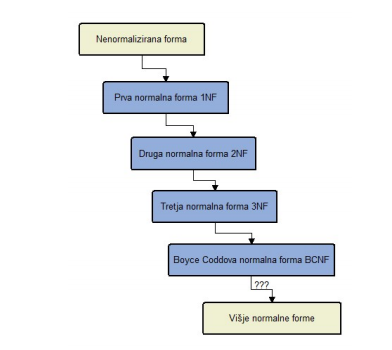 Nenormalizirana forma
Prva normalna forma 1NF
Druga normalna forma 2NF
Tretja normalna forma 3NF
Boyce Coddova normalna forma BCNF
???
Višje normalne forme